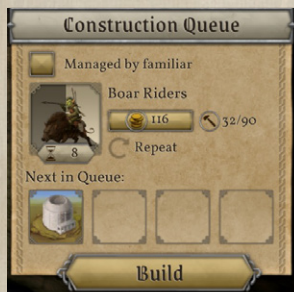 Construction Queue
Managed by familiar
Boar Riders
116 32/90
8 Repeat
Next in Queue:
Build